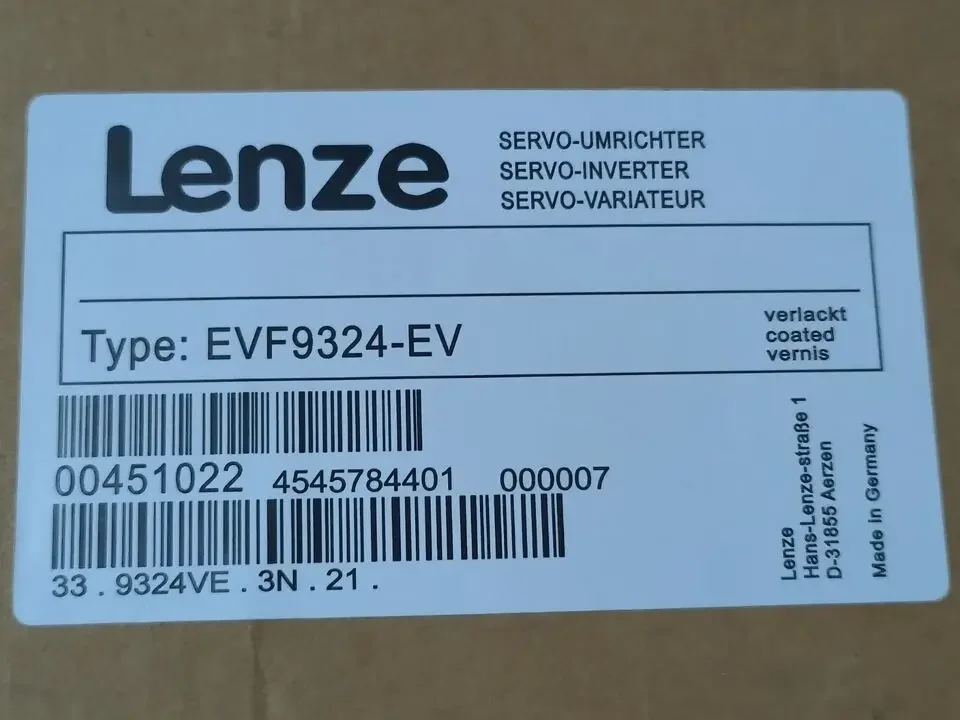 Lenze
SERVO-UMRICHTER
SERVO-INVERTER
SERVO-VARIATEUR
Type: EVF9324-EV
verlackt
coated
vernis
00451022 4545784401 000007
33 . 9324VE . 3N . 21 .
Lenze
Hans-Lenze-straße 1
D-31855 Aerzen
Made in Germany